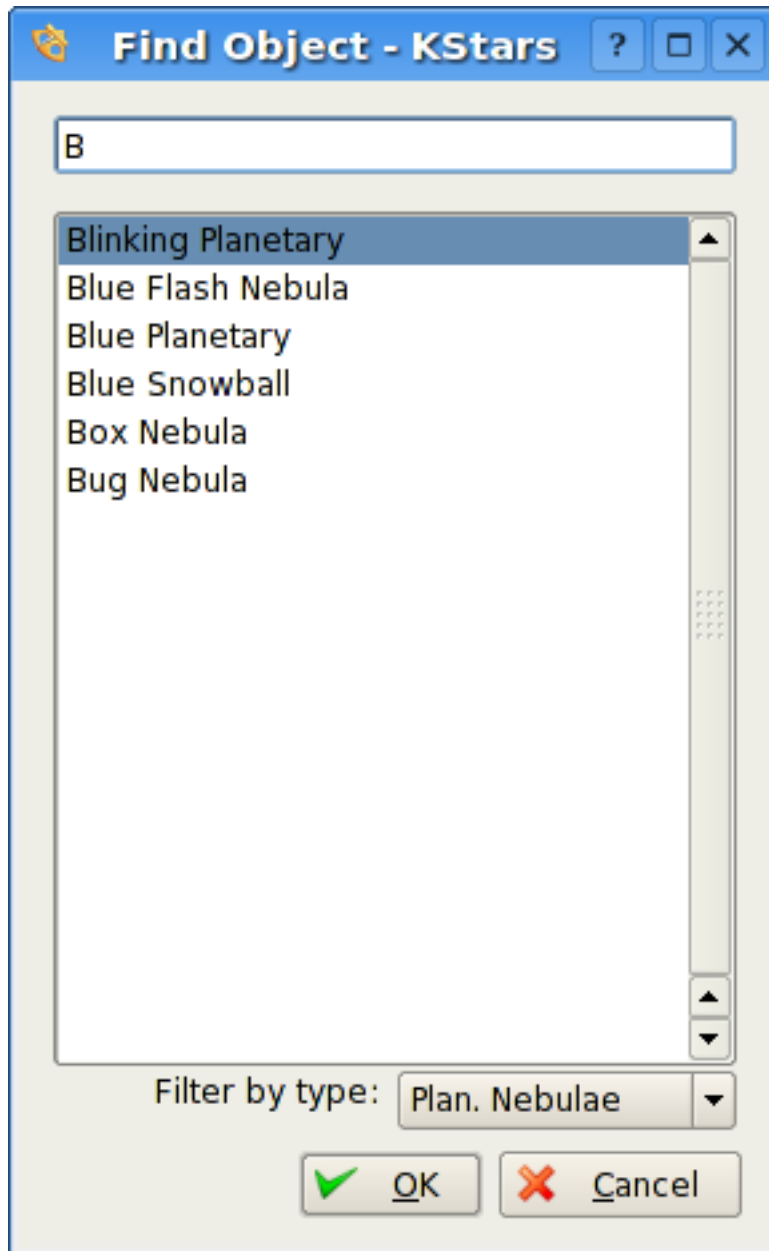 Find Object - KStars ?
B
Blinking Planetary
Blue Flash Nebula
Blue Planetary
Blue Snowball
Box Nebula
Bug Nebula
Filter by type: Plan. Nebulae
OK Cancel